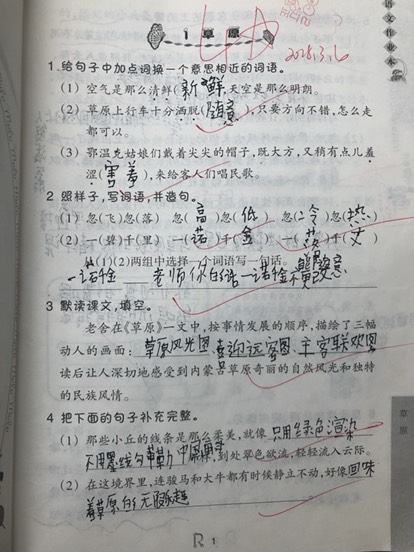 语文作业本
1 草原
2018.3.6
1.给句子中加点词换一个意思相近的词语。
(1) 空气是那么清鲜(新鲜),天空是那么明朗。
(2) 草原上行车十分洒脱(随意),只要方向不错,怎么走
都可以。
(3) 鄂温克姑娘们戴着尖尖的帽子,既大方,又稍有点儿羞
涩(害羞),来给客人们唱民歌。
2 照样子,写词语,并造句。
(1) 忽(飞)忽(落) 忽(高)忽(低) 忽(冷)忽(热)
(2) 一(碧)千(里) 一(诺)千(金) 一(落)千(丈)
从(1)(2)两组中选择一个词语写一句话。
一诺千金 老师你的话一诺千金
3 默读课文,填空。
老舍在《草原》一文中,按事情发展的顺序,描绘了三幅
动人的画面:草原风光图、喜迎远客图、主客联欢图
读后让人深切地感受到内蒙古草原奇丽的自然风光和独特
的民族风情。
4 把下面的句子补充完整。
(1) 那些小丘的线条是那么柔美,就像只用绿色渲染
不用墨线勾勒中国画那样到处翠色欲流,轻轻流入云际。
(2) 在这境界里,连骏马和大牛都有时候静立不动,好像回味
着草原的无限乐趣
草原
R 1